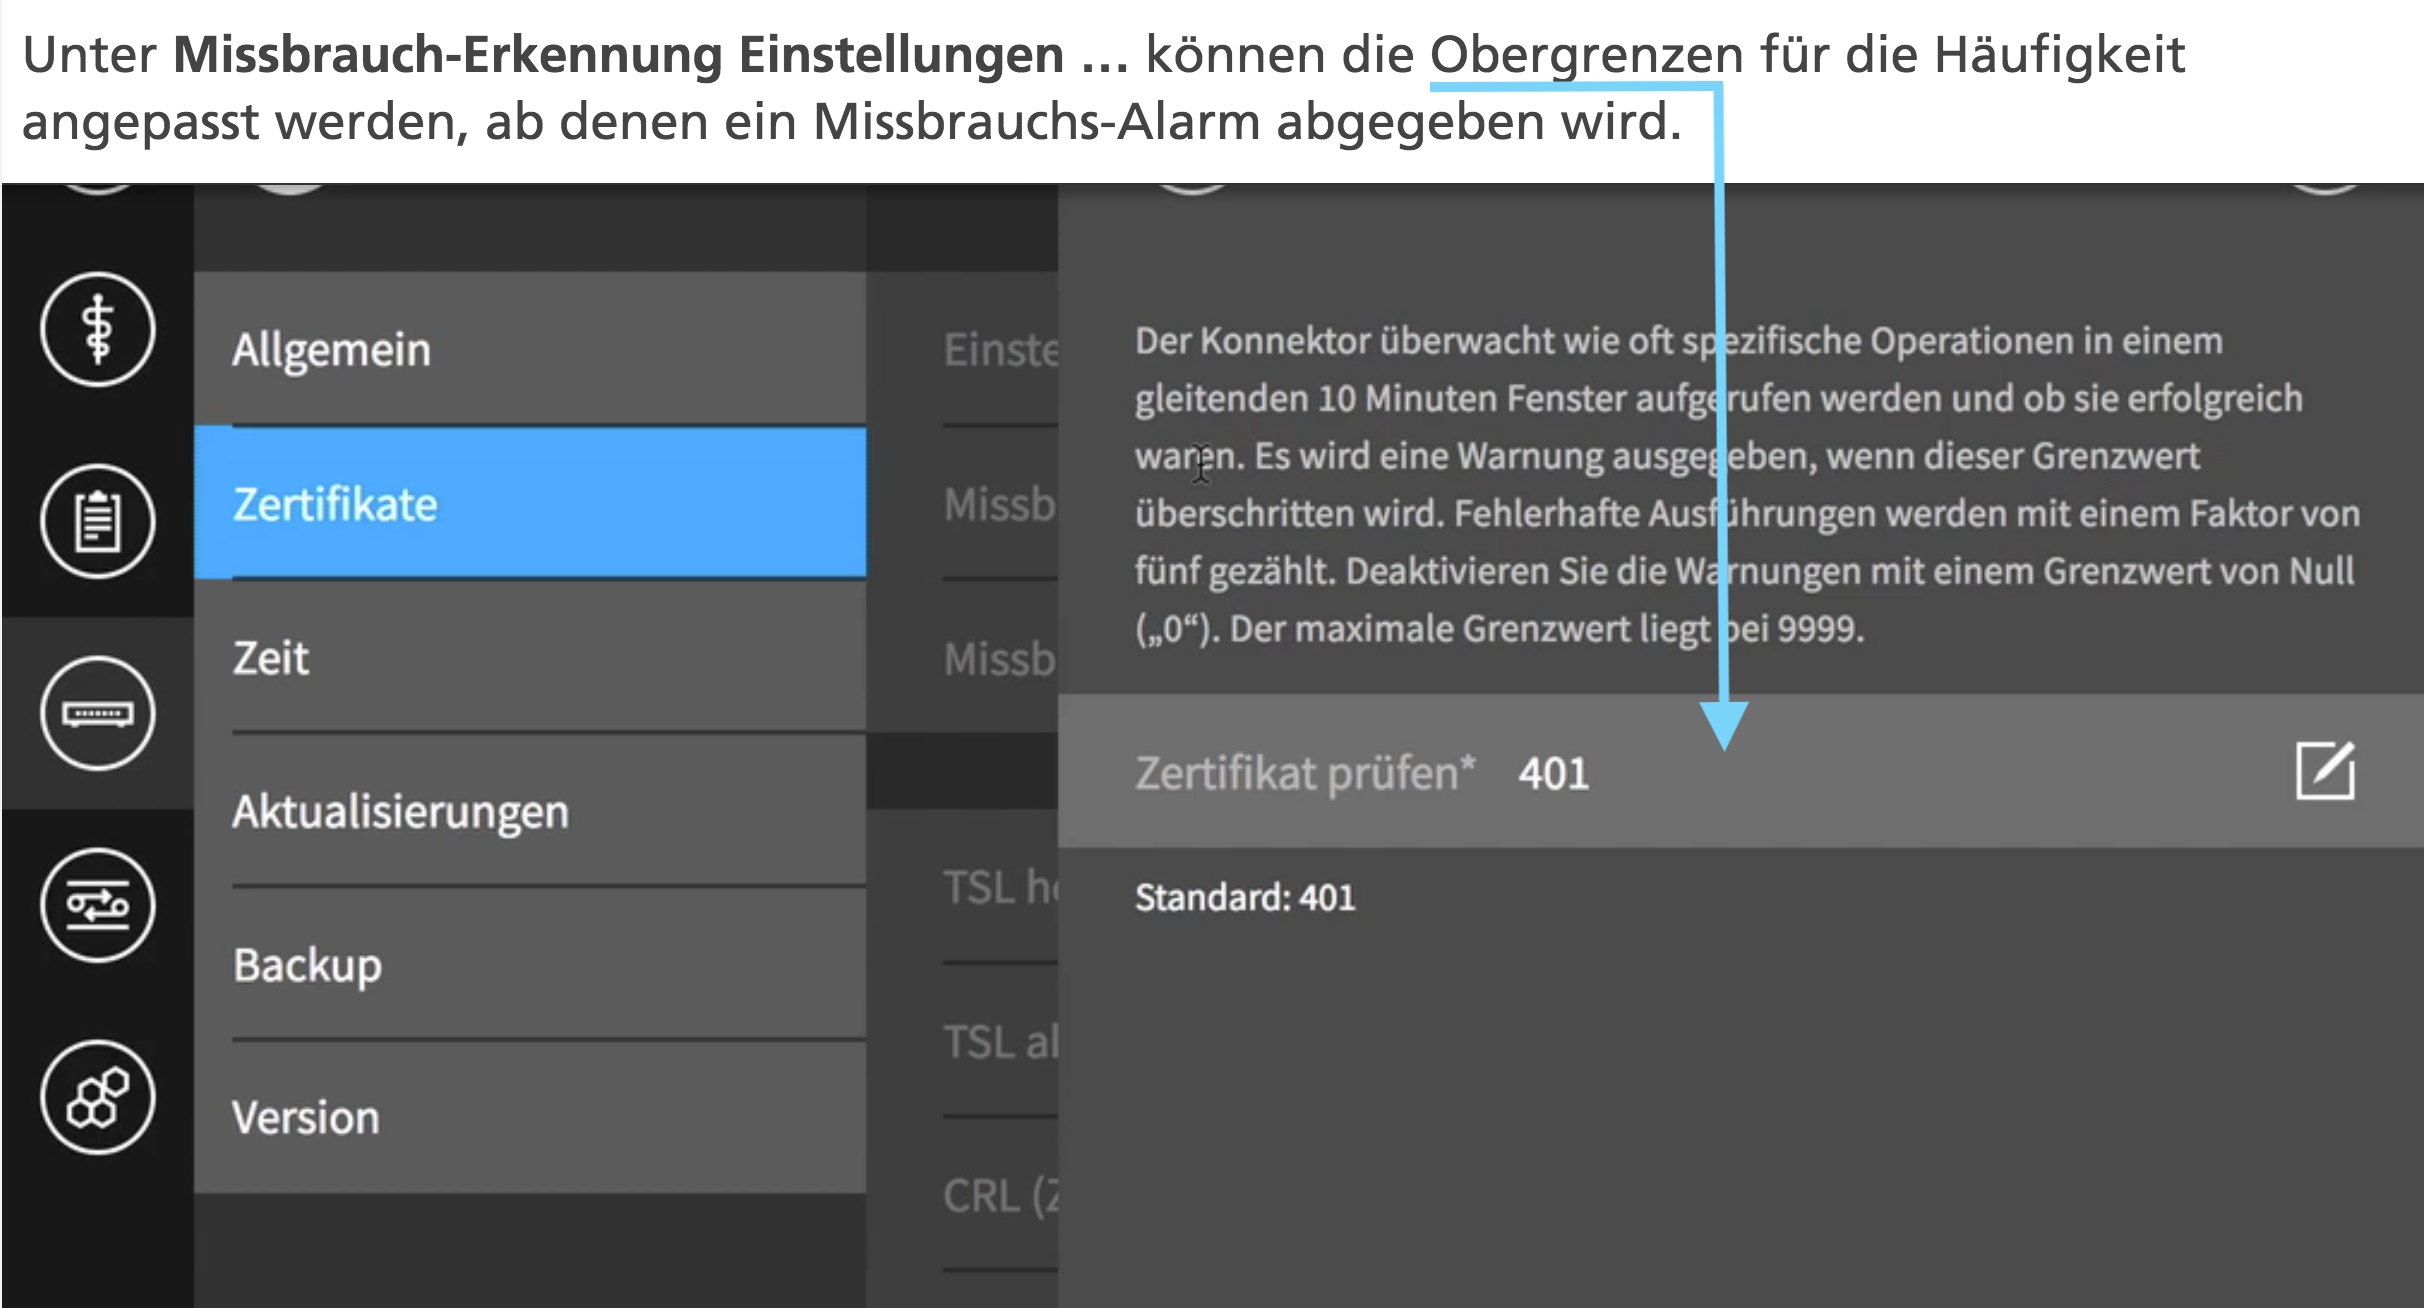 Unter Missbrauch-Erkennung Einstellungen ... können die Obergrenzen für die Häufigkeit
angepasst werden, ab denen ein Missbrauchs-Alarm abgegeben wird.
Allgemein
Zertifikate
Zeit
Aktualisierungen
Backup
Version
Einste
Missb
Missb
TSL h
TSL al
CRL (Z
Der Konnektor überwacht wie oft spezifische Operationen in einem
gleitenden 10 Minuten Fenster aufgerufen werden und ob sie erfolgreich
waren. Es wird eine Warnung ausgegeben, wenn dieser Grenzwert
überschritten wird. Fehlerhafte Ausführungen werden mit einem Faktor von
fünf gezählt. Deaktivieren Sie die Warnungen mit einem Grenzwert von Null
(„0“). Der maximale Grenzwert liegt bei 9999.
Zertifikat prüfen* 401
Standard: 401